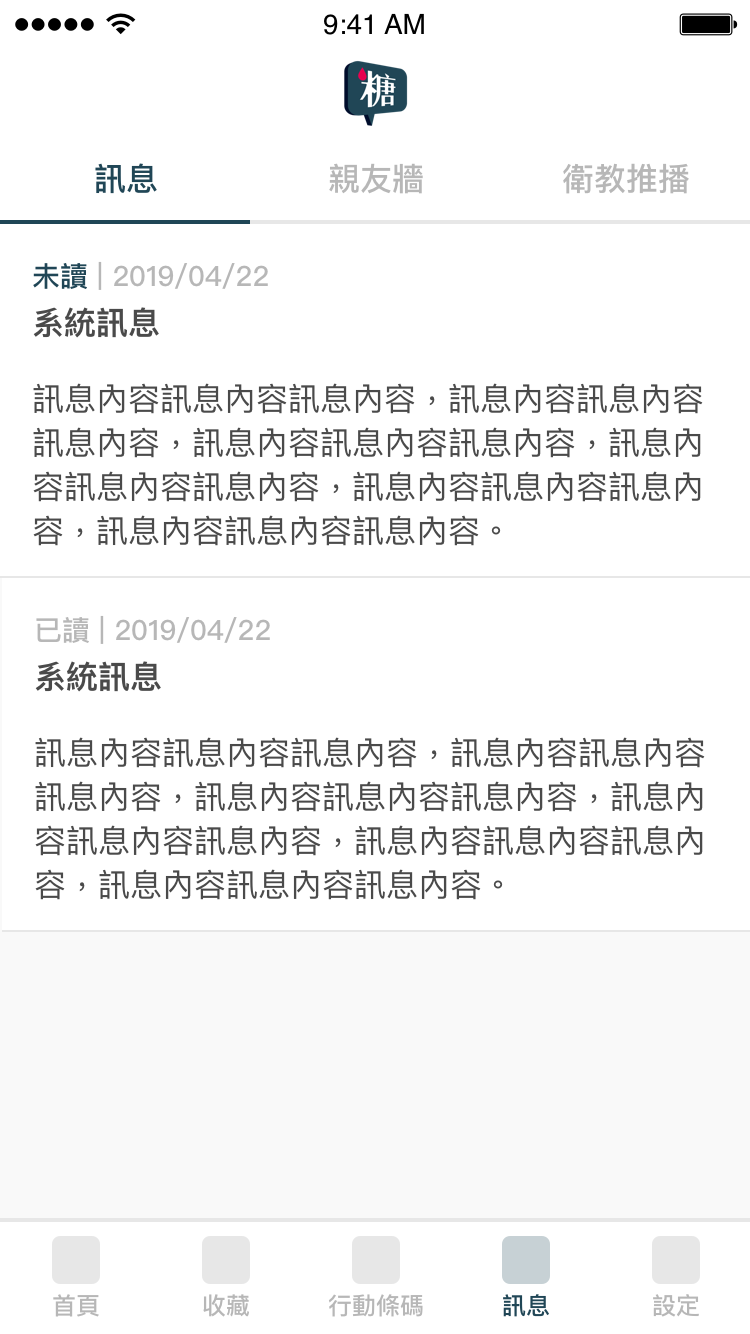 9:41 AM
糖
訊息 親友牆 衛教推播
未讀 | 2019/04/22
系統訊息
訊息內容訊息內容訊息內容，訊息內容訊息內容
訊息內容，訊息內容訊息內容訊息內容，訊息內
容訊息內容訊息內容，訊息內容訊息內容訊息內
容，訊息內容訊息內容訊息內容。
已讀 | 2019/04/22
系統訊息
訊息內容訊息內容訊息內容，訊息內容訊息內容
訊息內容，訊息內容訊息內容訊息內容，訊息內
容訊息內容訊息內容，訊息內容訊息內容訊息內
容，訊息內容訊息內容訊息內容。
首頁 收藏 行動條碼 訊息 設定